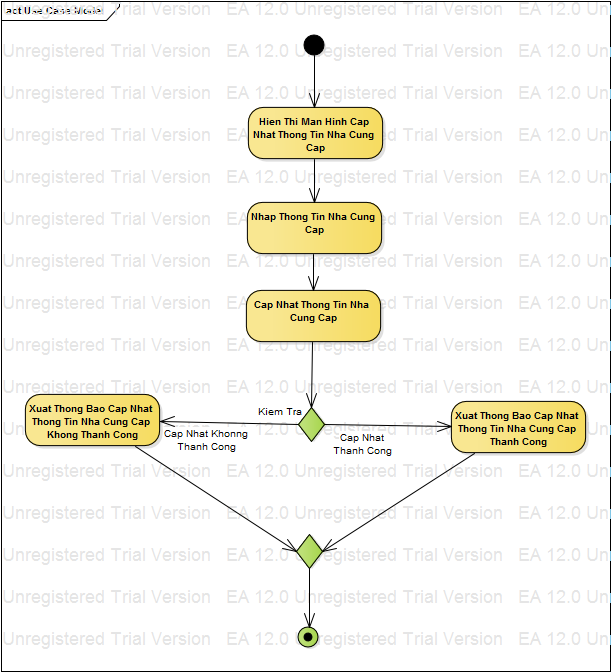 act Use Case Model
Hien Thi Man Hinh Cap
Nhat Thong Tin Nha Cung
Cap
Nhap Thong Tin Nha Cung
Cap
Cap Nhat Thong Tin Nha
Cung Cap
Kiem Tra
Xuat Thong Bao Cap Nhat
Thong Tin Nha Cung Cap
Khong Thanh Cong
Cap Nhat Khonng
Thanh Cong
Cap Nhat
Thanh Cong
Xuat Thong Bao Cap Nhat
Thong Tin Nha Cung Cap
Thanh Cong
EA 12.0 Unregistered Trial Version